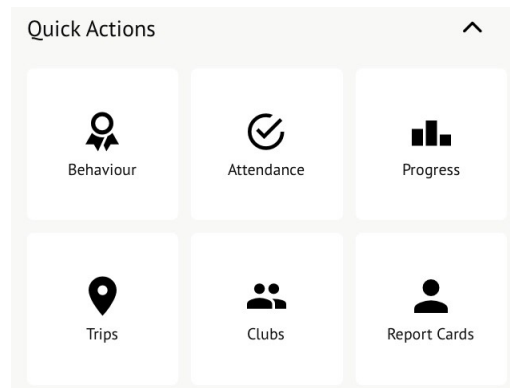 Quick Actions
Behaviour Attendance Progress
Trips Clubs Report Cards